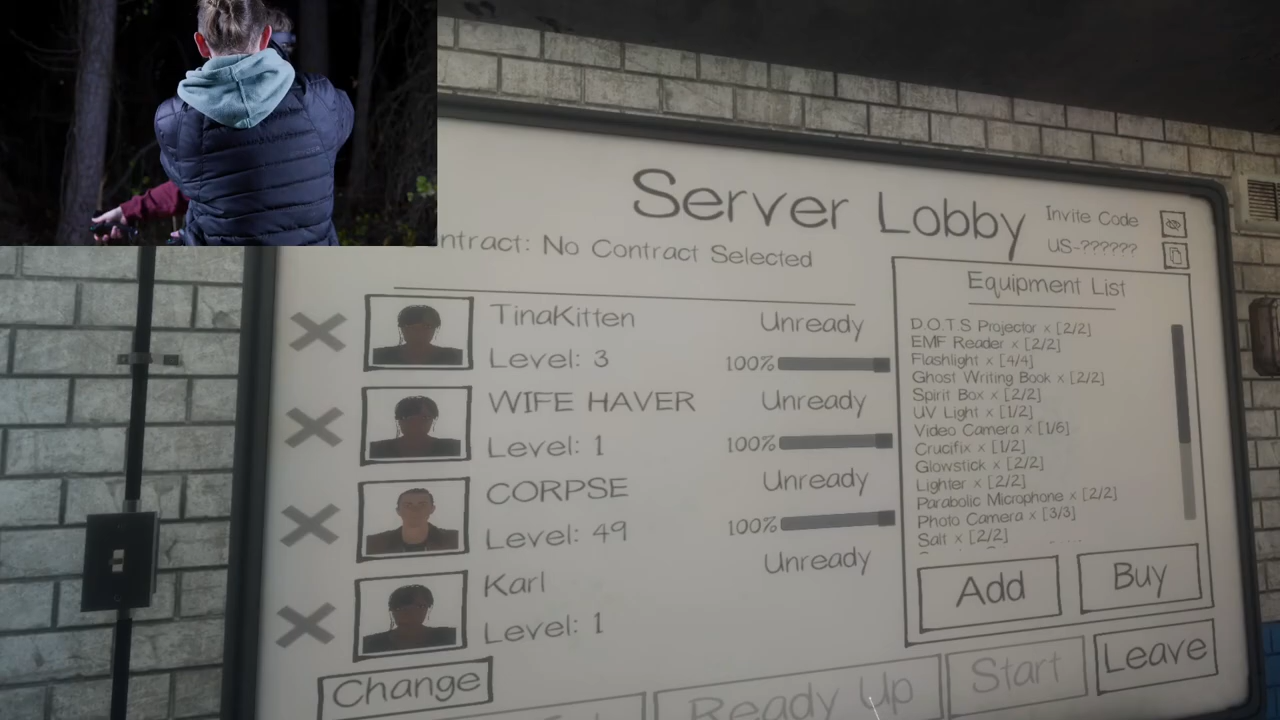 Server Lobby
Invite Code
US-??????
ntract: No Contract Selected
TinaKitten
Unready
Level: 3
100%
WIFE HAVER
Unready
Level: 1
100%
CORPSE
Unready
Level: 49
100%
Karl
Unready
Level: 1
Equipment List
D.O.T.S Projector x [2/2]
EMF Reader x [2/2]
Flashlight x [4/4]
Ghost Writing Book x [2/2]
Spirit Box x [2/2]
UV Light x [1/2]
Video Camera x [1/6]
Crucifix x [1/2]
Glowstick x [2/2]
Lighter x [2/2]
Parabolic Microphone x [2/2]
Photo Camera x [3/3]
Salt x [2/2]
Add
Buy
Change
Ready Up
Start
Leave